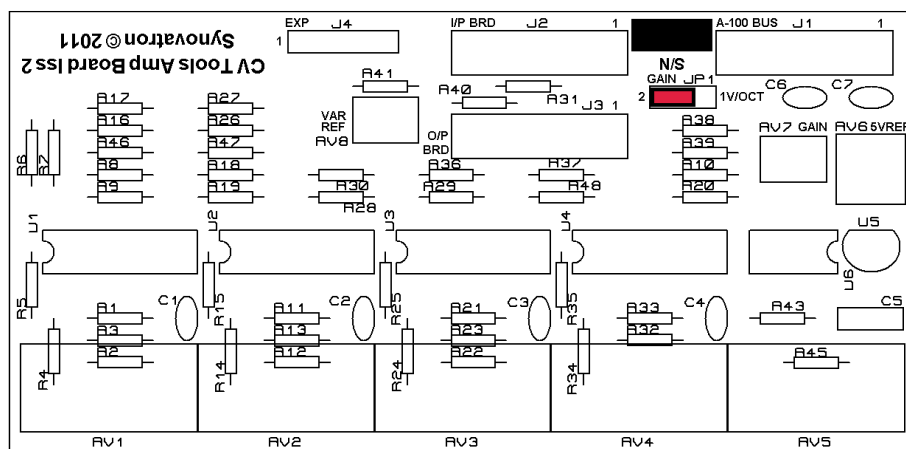 EXP J4 I/P BRD J2 1 A-100 BUS J1 1
1
Synovatron © 2011
CV Tools Amp Board Iss 2
S/N
GAIN JP1
2 1V/OCT
C6 C7
R41 R40 R31
R17 R27
VAR REF RV8
J3 1
O/P BRD
R38
R16 R26
RV7 GAIN RV6 5VREF
R6 R7 R46 R47 R39
R8 R18 R36 R37 R10
R9 R19 R30 R29 R48 R20
R28
U1 U2 U3 U4 U5
U6
R5 R15 R25 R35
R1 C1 R11 C2 R21 C3 R33 C4 R43 C5
R3 R13 R23 R32
R4 R2 R14 R12 R24 R22 R34 R45
RV1 RV2 RV3 RV4 RV5